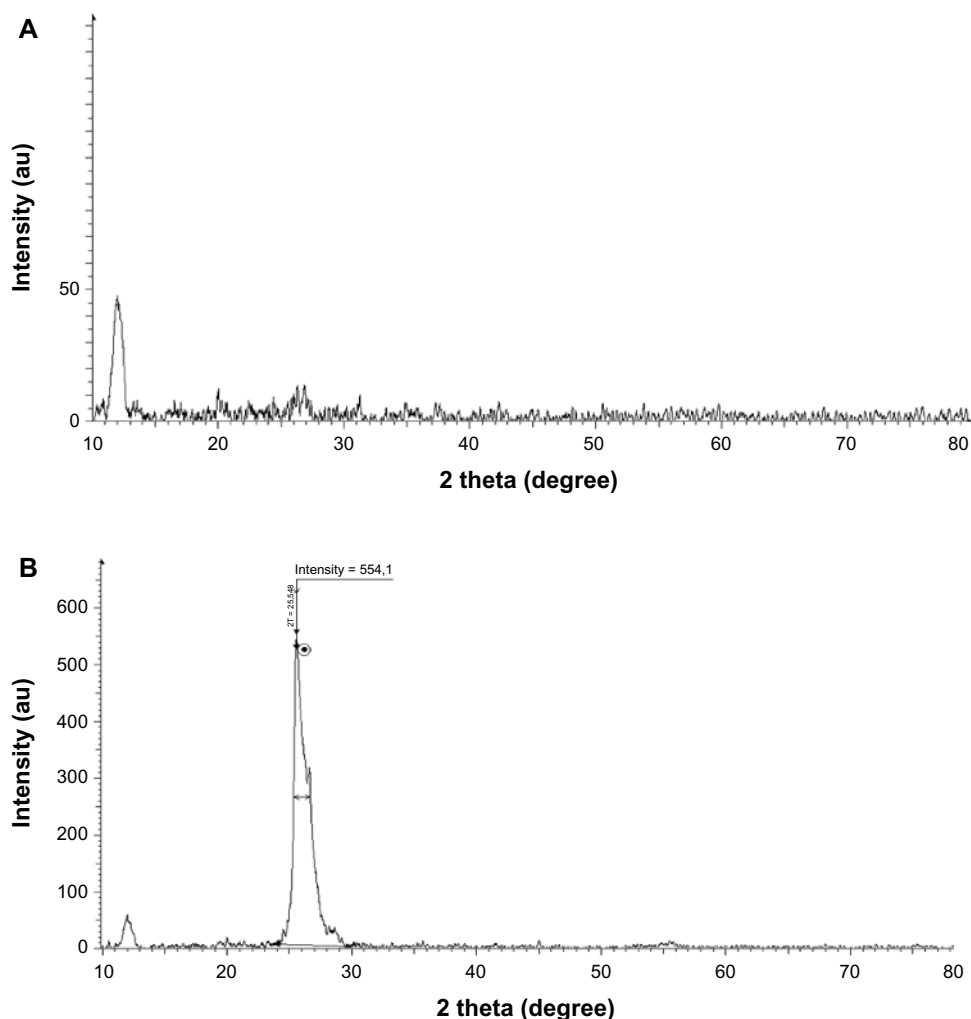 A
Intensity (au)
50
0
10 20 30 40 50 60 70 80
2 theta (degree)
B
Intensity = 554,1
2T = 25.548
Intensity (au)
600
500
400
300
200
100
0
10 20 30 40 50 60 70 80
2 theta (degree)